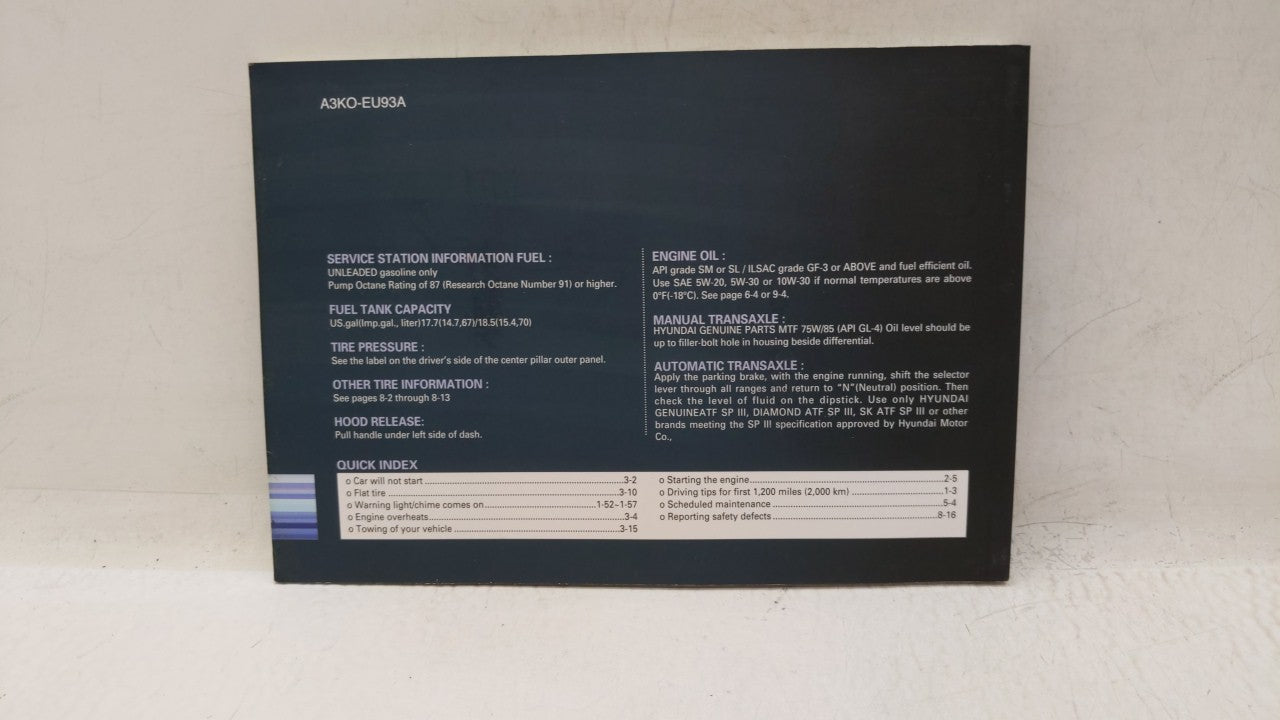 A3KO-EU93A
SERVICE STATION INFORMATION FUEL :
UNLEADED gasoline only
Pump Octane Rating of 87 (Research Octane Number 91) or higher.
FUEL TANK CAPACITY
US.gal(Imp.gal., liter)17.7(14.7,67)/18.5(15.4,70)
TIRE PRESSURE :
See the label on the driver's side of the center pillar outer panel.
OTHER TIRE INFORMATION :
See pages 8-2 through 8-13
HOOD RELEASE:
Pull handle under left side of dash.
ENGINE OIL :
API grade SM or SL / ILSAC grade GF-3 or ABOVE and fuel efficient oil.
Use SAE 5W-20, 5W-30 or 10W-30 if normal temperatures are above
0°F(-18°C). See page 6-4 or 9-4.
MANUAL TRANSAXLE :
HYUNDAI GENUINE PARTS MTF 75W/85 (API GL-4) Oil level should be
up to filler-bolt hole in housing beside differential.
AUTOMATIC TRANSAXLE :
Apply the parking brake, with the engine running, shift the selector
lever through all ranges and return to "N"(Neutral) position. Then
check the level of fluid on the dipstick. Use only HYUNDAI
GENUINEATF SP III, DIAMOND ATF SP III, SK ATF SP III or other
brands meeting the SP III specification approved by Hyundai Motor
Co.,
QUICK INDEX
o Car will not start ........ 3-2
o Flat tire ........ 3-10
o Warning light/chime comes on ........ 1-52~1-57
o Engine overheats ........ 3-4
o Towing of your vehicle ........ 3-15
o Starting the engine ........ 2-5
o Driving tips for first 1,200 miles (2,000 km) ........ 1-3
o Scheduled maintenance ........ 5-4
o Reporting safety defects ........ 8-16